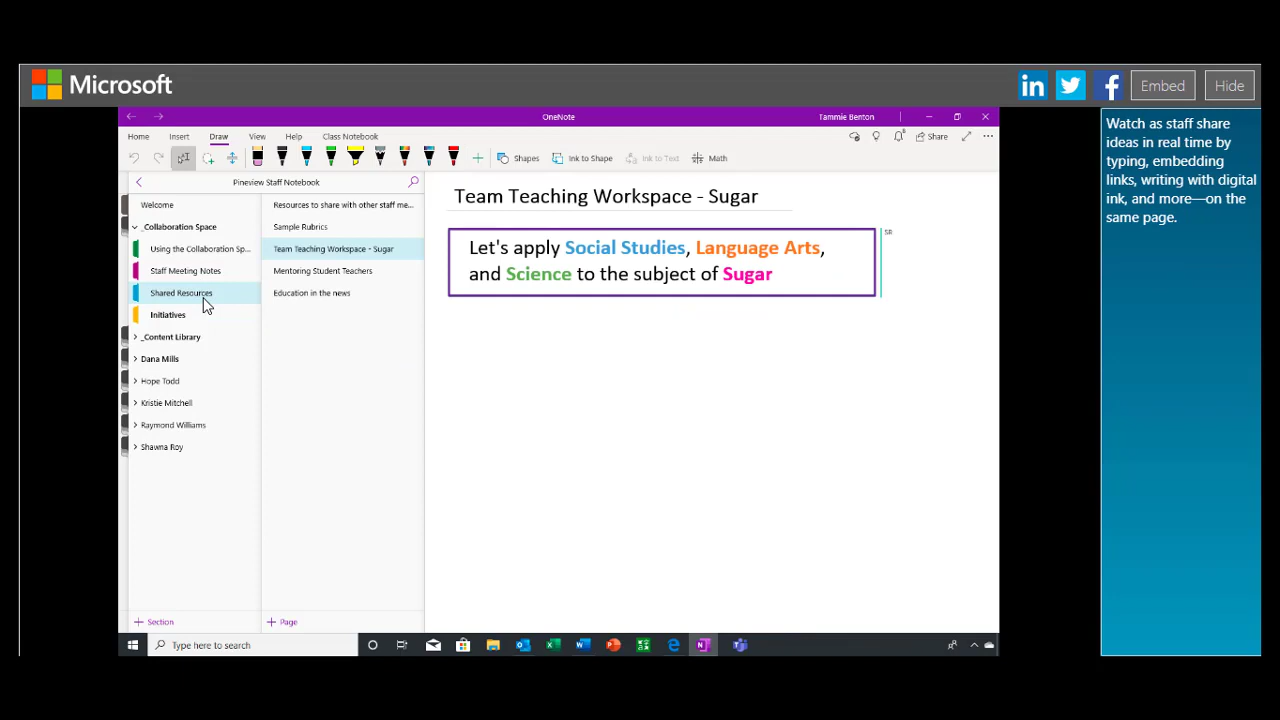 Microsoft
Embed
Hide
OneNote
Tammie Benton
Home
Insert
Draw
View
Help
Class Notebook
Share
Shapes
Ink to Shape
Ink to Text
Math
Pineview Staff Notebook
Welcome
_Collaboration Space
Using the Collaboration Sp...
Staff Meeting Notes
Shared Resources
Initiatives
_Content Library
Dana Mills
Hope Todd
Kristie Mitchell
Raymond Williams
Shawna Roy
Section
Resources to share with other staff me...
Sample Rubrics
Team Teaching Workspace - Sugar
Mentoring Student Teachers
Education in the news
Page
Team Teaching Workspace - Sugar
Let's apply Social Studies, Language Arts,
and Science to the subject of Sugar
SR
Type here to search
Watch as staff share
ideas in real time by
typing, embedding
links, writing with digital
ink, and more—on the
same page.